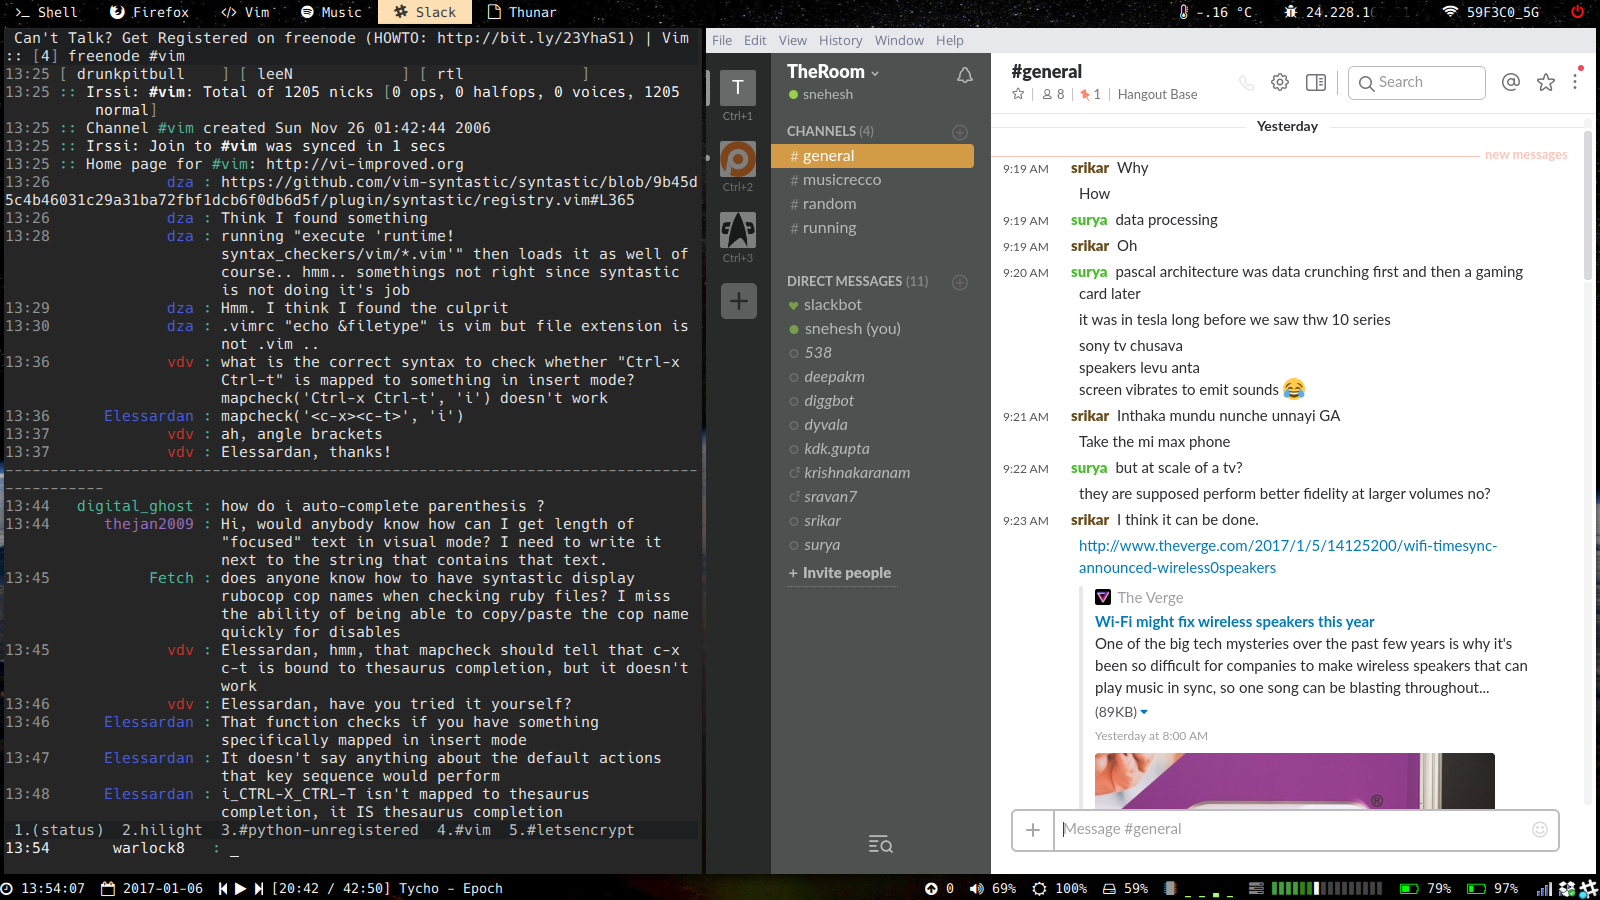 Shell Firefox Vim Music Slack Thunar -.16 °C 24.228.1 59F3C0_5G
Can't Talk? Get Registered on freenode (HOWTO: http://bit.ly/23YhaS1) | Vim
:: [4] freenode #vim
13:25 [ drunkpitbull ] [ leeN ] [ rtl ]
13:25 :: Irssi: #vim: Total of 1205 nicks [0 ops, 0 halfops, 0 voices, 1205
normal]
13:25 :: Channel #vim created Sun Nov 26 01:42:44 2006
13:25 :: Irssi: Join to #vim was synced in 1 secs
13:25 :: Home page for #vim: http://vi-improved.org
13:26 dza : https://github.com/vim-syntastic/syntastic/blob/9b45d
5c4b46031c29a31ba72fbf1dcb6f0db6d5f/plugin/syntastic/registry.vim#L365
13:26 dza : Think I found something
13:28 dza : running "execute 'runtime!
syntax_checkers/vim/*.vim'" then loads it as well of
course.. hmm.. somethings not right since syntastic
is not doing it's job
13:29 dza : Hmm. I think I found the culprit
13:30 dza : .vimrc "echo &filetype" is vim but file extension is
not .vim ..
13:36 vdv : what is the correct syntax to check whether "Ctrl-x
Ctrl-t" is mapped to something in insert mode?
mapcheck('Ctrl-x Ctrl-t', 'i') doesn't work
13:36 Elessardan : mapcheck('<c-x><c-t>', 'i')
13:37 vdv : ah, angle brackets
13:37 vdv : Elessardan, thanks!
13:44 digital_ghost : how do i auto-complete parenthesis ?
13:44 thejan2009 : Hi, would anybody know how can I get length of
"focused" text in visual mode? I need to write it
next to the string that contains that text.
13:45 Fetch : does anyone know how to have syntastic display
rubocop cop names when checking ruby files? I miss
the ability of being able to copy/paste the cop name
quickly for disables
13:45 vdv : Elessardan, hmm, that mapcheck should tell that c-x
c-t is bound to thesaurus completion, but it doesn't
work
13:46 vdv : Elessardan, have you tried it yourself?
13:46 Elessardan : That function checks if you have something
specifically mapped in insert mode
13:47 Elessardan : It doesn't say anything about the default actions
that key sequence would perform
13:48 Elessardan : i_CTRL-X_CTRL-T isn't mapped to thesaurus
completion, it IS thesaurus completion
1.(status) 2.hilight 3.#python-unregistered 4.#vim 5.#letsencrypt
13:54 warlock8 : _
File Edit View History Window Help
T
Ctrl+1
Ctrl+2
Ctrl+3
TheRoom
snehesh
CHANNELS (4)
# general
# musicrecco
# random
# running
DIRECT MESSAGES (11)
slackbot
snehesh (you)
538
deepakm
diggbot
dyvala
kdk.gupta
krishnakaranam
sravan7
srikar
surya
+ Invite people
#general
8 | 1 | Hangout Base
Search
Yesterday
new messages
9:19 AM srikar Why
How
9:19 AM surya data processing
9:19 AM srikar Oh
9:20 AM surya pascal architecture was data crunching first and then a gaming
card later
it was in tesla long before we saw thw 10 series
sony tv chusava
speakers levu anta
screen vibrates to emit sounds 😂
9:21 AM srikar Inthaka mundu nunche unnayi GA
Take the mi max phone
9:22 AM surya but at scale of a tv?
they are supposed perform better fidelity at larger volumes no?
9:23 AM srikar I think it can be done.
http://www.theverge.com/2017/1/5/14125200/wifi-timesync-
announced-wireless0speakers
The Verge
Wi-Fi might fix wireless speakers this year
One of the big tech mysteries over the past few years is why it's
been so difficult for companies to make wireless speakers that can
play music in sync, so one song can be blasting throughout...
(89KB)
Yesterday at 8:00 AM
®
Message #general
13:54:07 2017-01-06 [20:42 / 42:50] Tycho - Epoch 0 69% 100% 59% 79% 97%